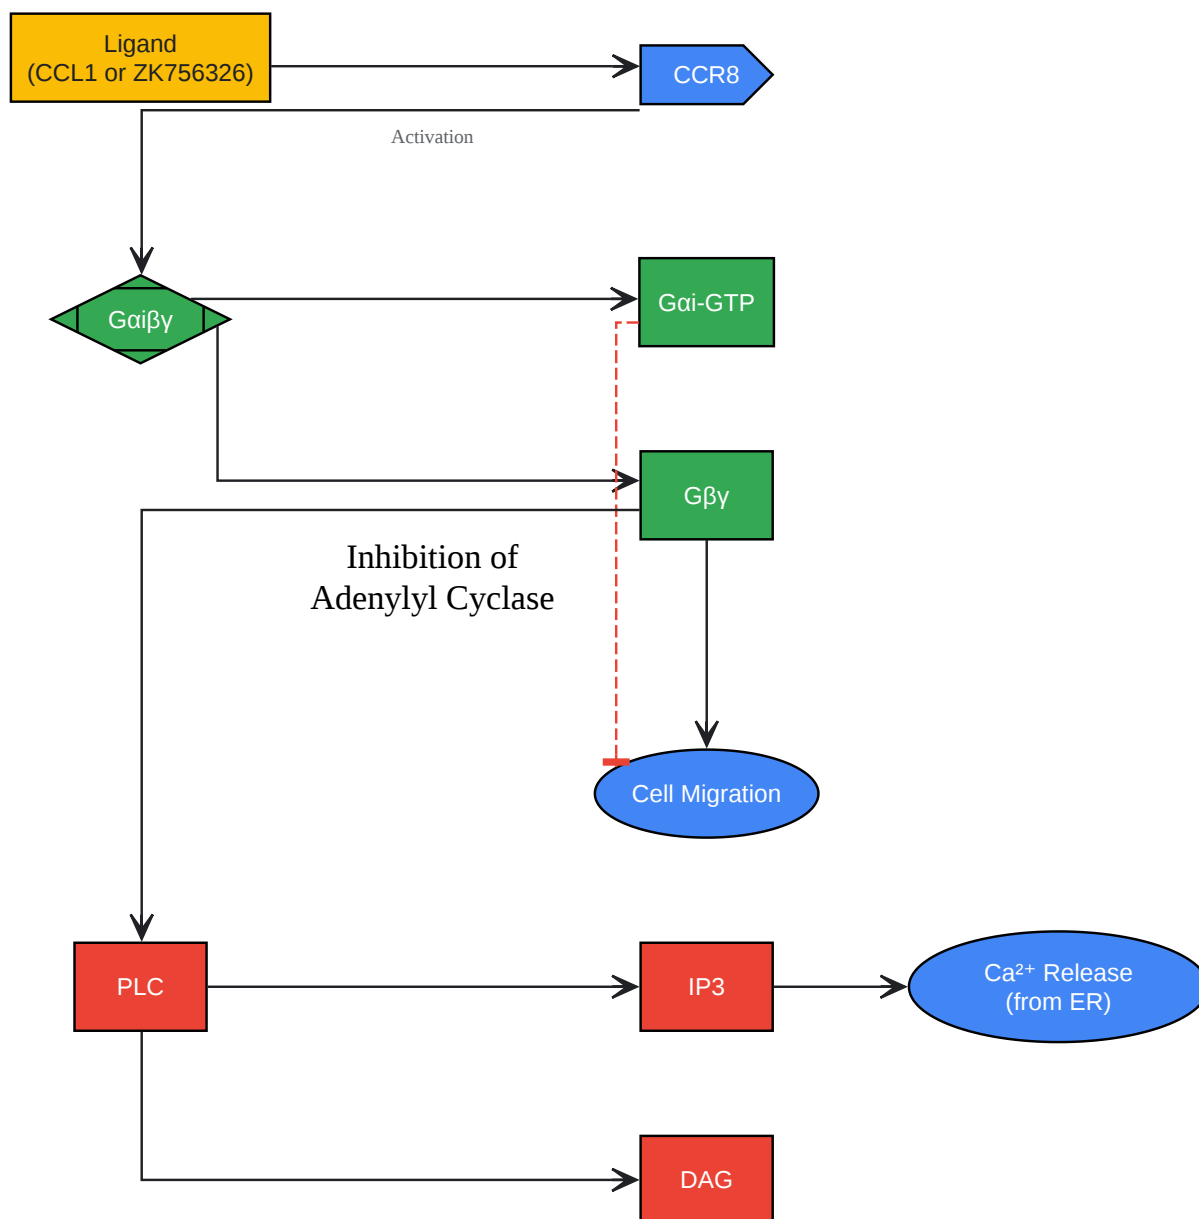 Ligand
(CCL1 or ZK756326)
CCR8
Activation
Gαiβγ
Gαi-GTP
Gβγ
Inhibition of
Adenylyl Cyclase
Cell Migration
PLC
IP3
Ca²⁺ Release
(from ER)
DAG